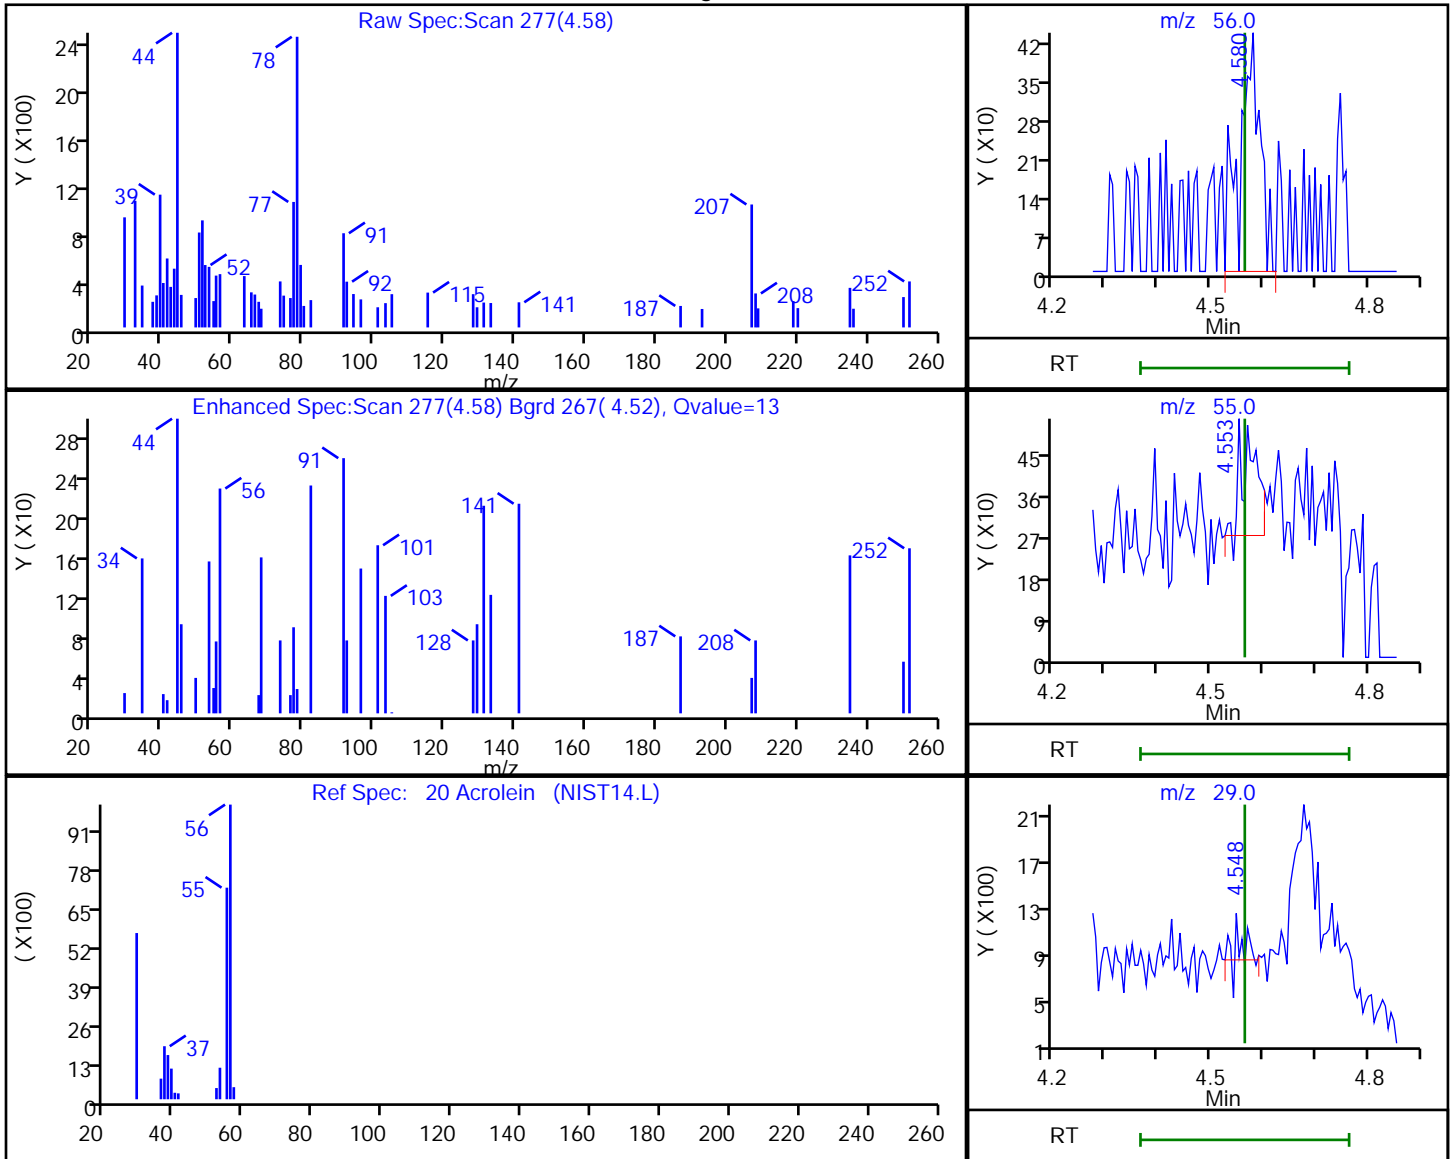 Raw Spec:Scan 277(4.58)
Y ( X100)
24
20
16
12
8
4
0
44
78
39
77
52
91
92
115
141
187
207
208
252
20 40 60 80 100 120 140 160 180 200 220 240 260
m/z
m/z 56.0
Y ( X10)
42
35
28
21
14
7
0
4.580
4.2 4.5 4.8
Min
RT
Enhanced Spec:Scan 277(4.58) Bgrd 267( 4.52), Qvalue=13
Y ( X10)
28
24
20
16
12
8
4
0
44
34
56
91
101
103
128
141
187
208
252
20 40 60 80 100 120 140 160 180 200 220 240 260
m/z
m/z 55.0
Y ( X10)
45
36
27
18
9
0
4.553
4.2 4.5 4.8
Min
RT
Ref Spec: 20 Acrolein (NIST14.L)
( X100)
91
78
65
52
39
26
13
0
56
55
37
20 40 60 80 100 120 140 160 180 200 220 240 260
m/z 29.0
Y ( X100)
21
17
13
9
5
1
4.548
4.2 4.5 4.8
Min
RT